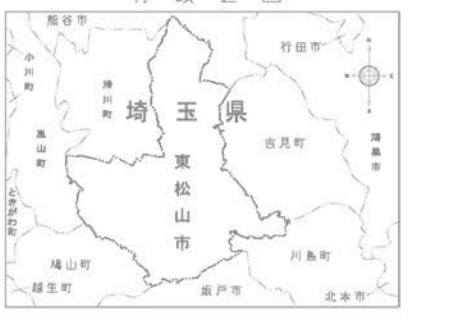 熊谷市
行田市
小川町
滑川町
埼玉県
吉見町
鴻巣市
嵐山町
東松山市
ときがわ町
鳩山町
川島町
越生町
坂戸市
北本市